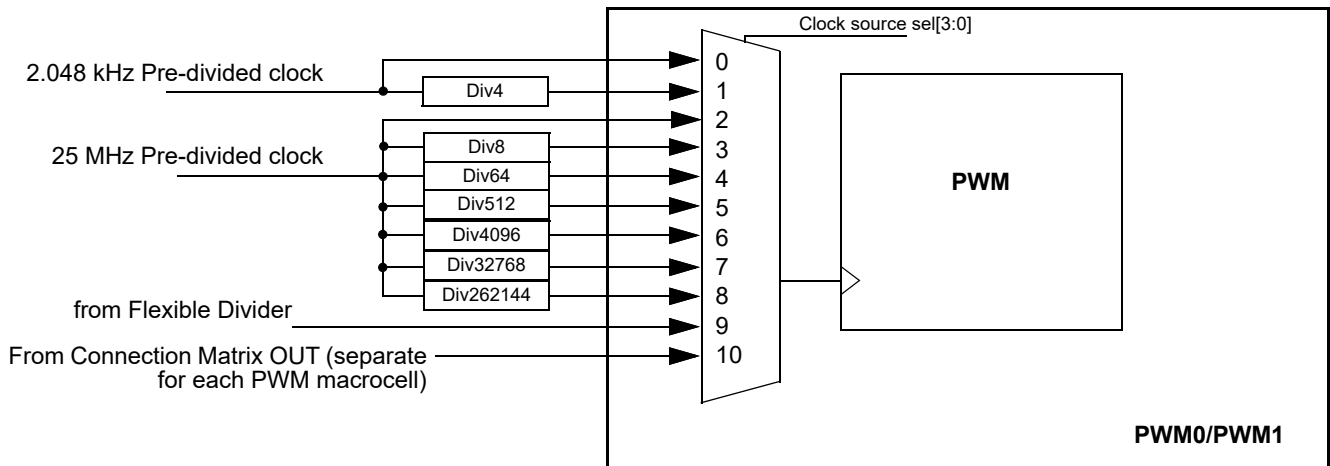 Clock source sel[3:0]
2.048 kHz Pre-divided clock
0
Div4
1
2
25 MHz Pre-divided clock
Div8
3
Div64
4
PWM
Div512
5
Div4096
6
Div32768
7
Div262144
8
from Flexible Divider
9
From Connection Matrix OUT (separate
for each PWM macrocell)
10
PWM0/PWM1